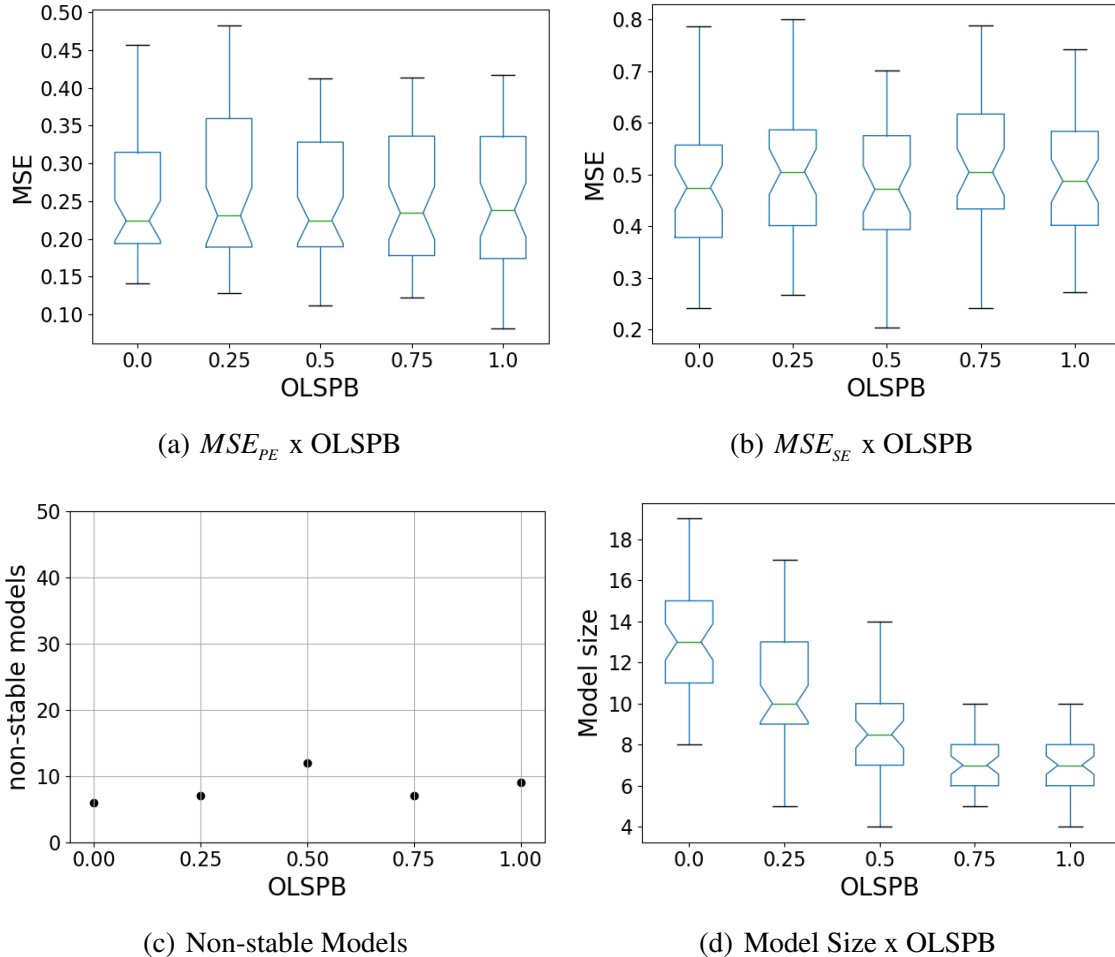 0.50
0.45
0.40
0.35
0.30
0.25
0.20
0.15
0.10
MSE
0.0 0.25 0.5 0.75 1.0
OLSPB
(a) MSE_PE x OLSPB
0.8
0.7
0.6
0.5
0.4
0.3
0.2
MSE
0.0 0.25 0.5 0.75 1.0
OLSPB
(b) MSE_SE x OLSPB
50
40
30
20
10
0
non-stable models
0.00 0.25 0.50 0.75 1.00
OLSPB
(c) Non-stable Models
18
16
14
12
10
8
6
4
Model size
0.0 0.25 0.5 0.75 1.0
OLSPB
(d) Model Size x OLSPB